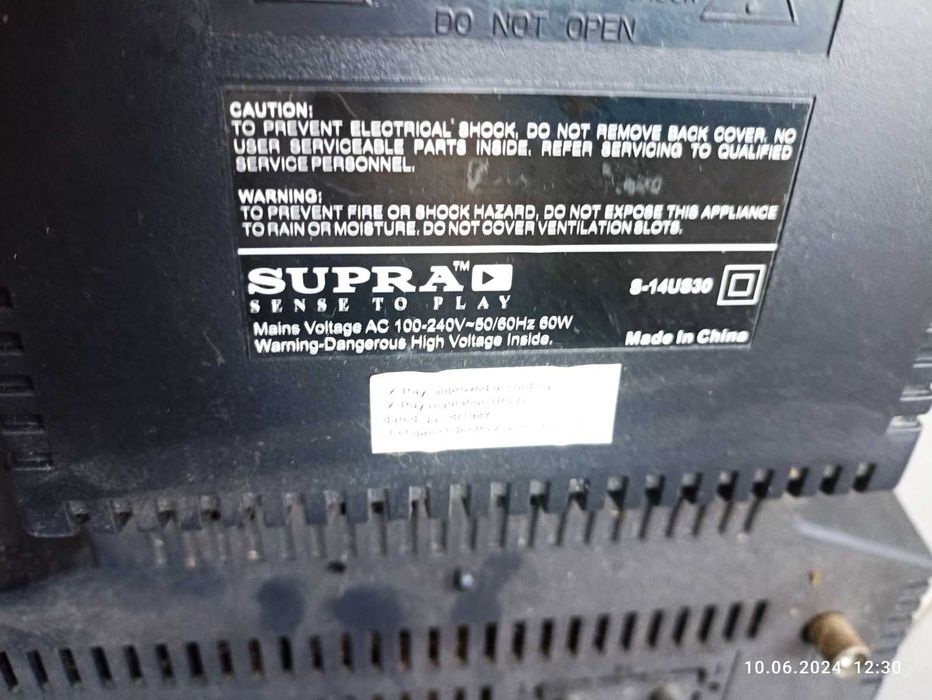 DO NOT OPEN
CAUTION:
TO PREVENT ELECTRICAL SHOCK, DO NOT REMOVE BACK COVER. NO
USER SERVICEABLE PARTS INSIDE. REFER SERVICING TO QUALIFIED
SERVICE PERSONNEL.
WARNING:
TO PREVENT FIRE OR SHOCK HAZARD, DO NOT EXPOSE THIS APPLIANCE
TO RAIN OR MOISTURE. DO NOT COVER VENTILATION SLOTS.
SUPRA™
SENSE TO PLAY
S-14US30
Mains Voltage AC 100-240V~50/60Hz 60W
Warning-Dangerous High Voltage Inside.
Made In China
10.06.2024 12:30